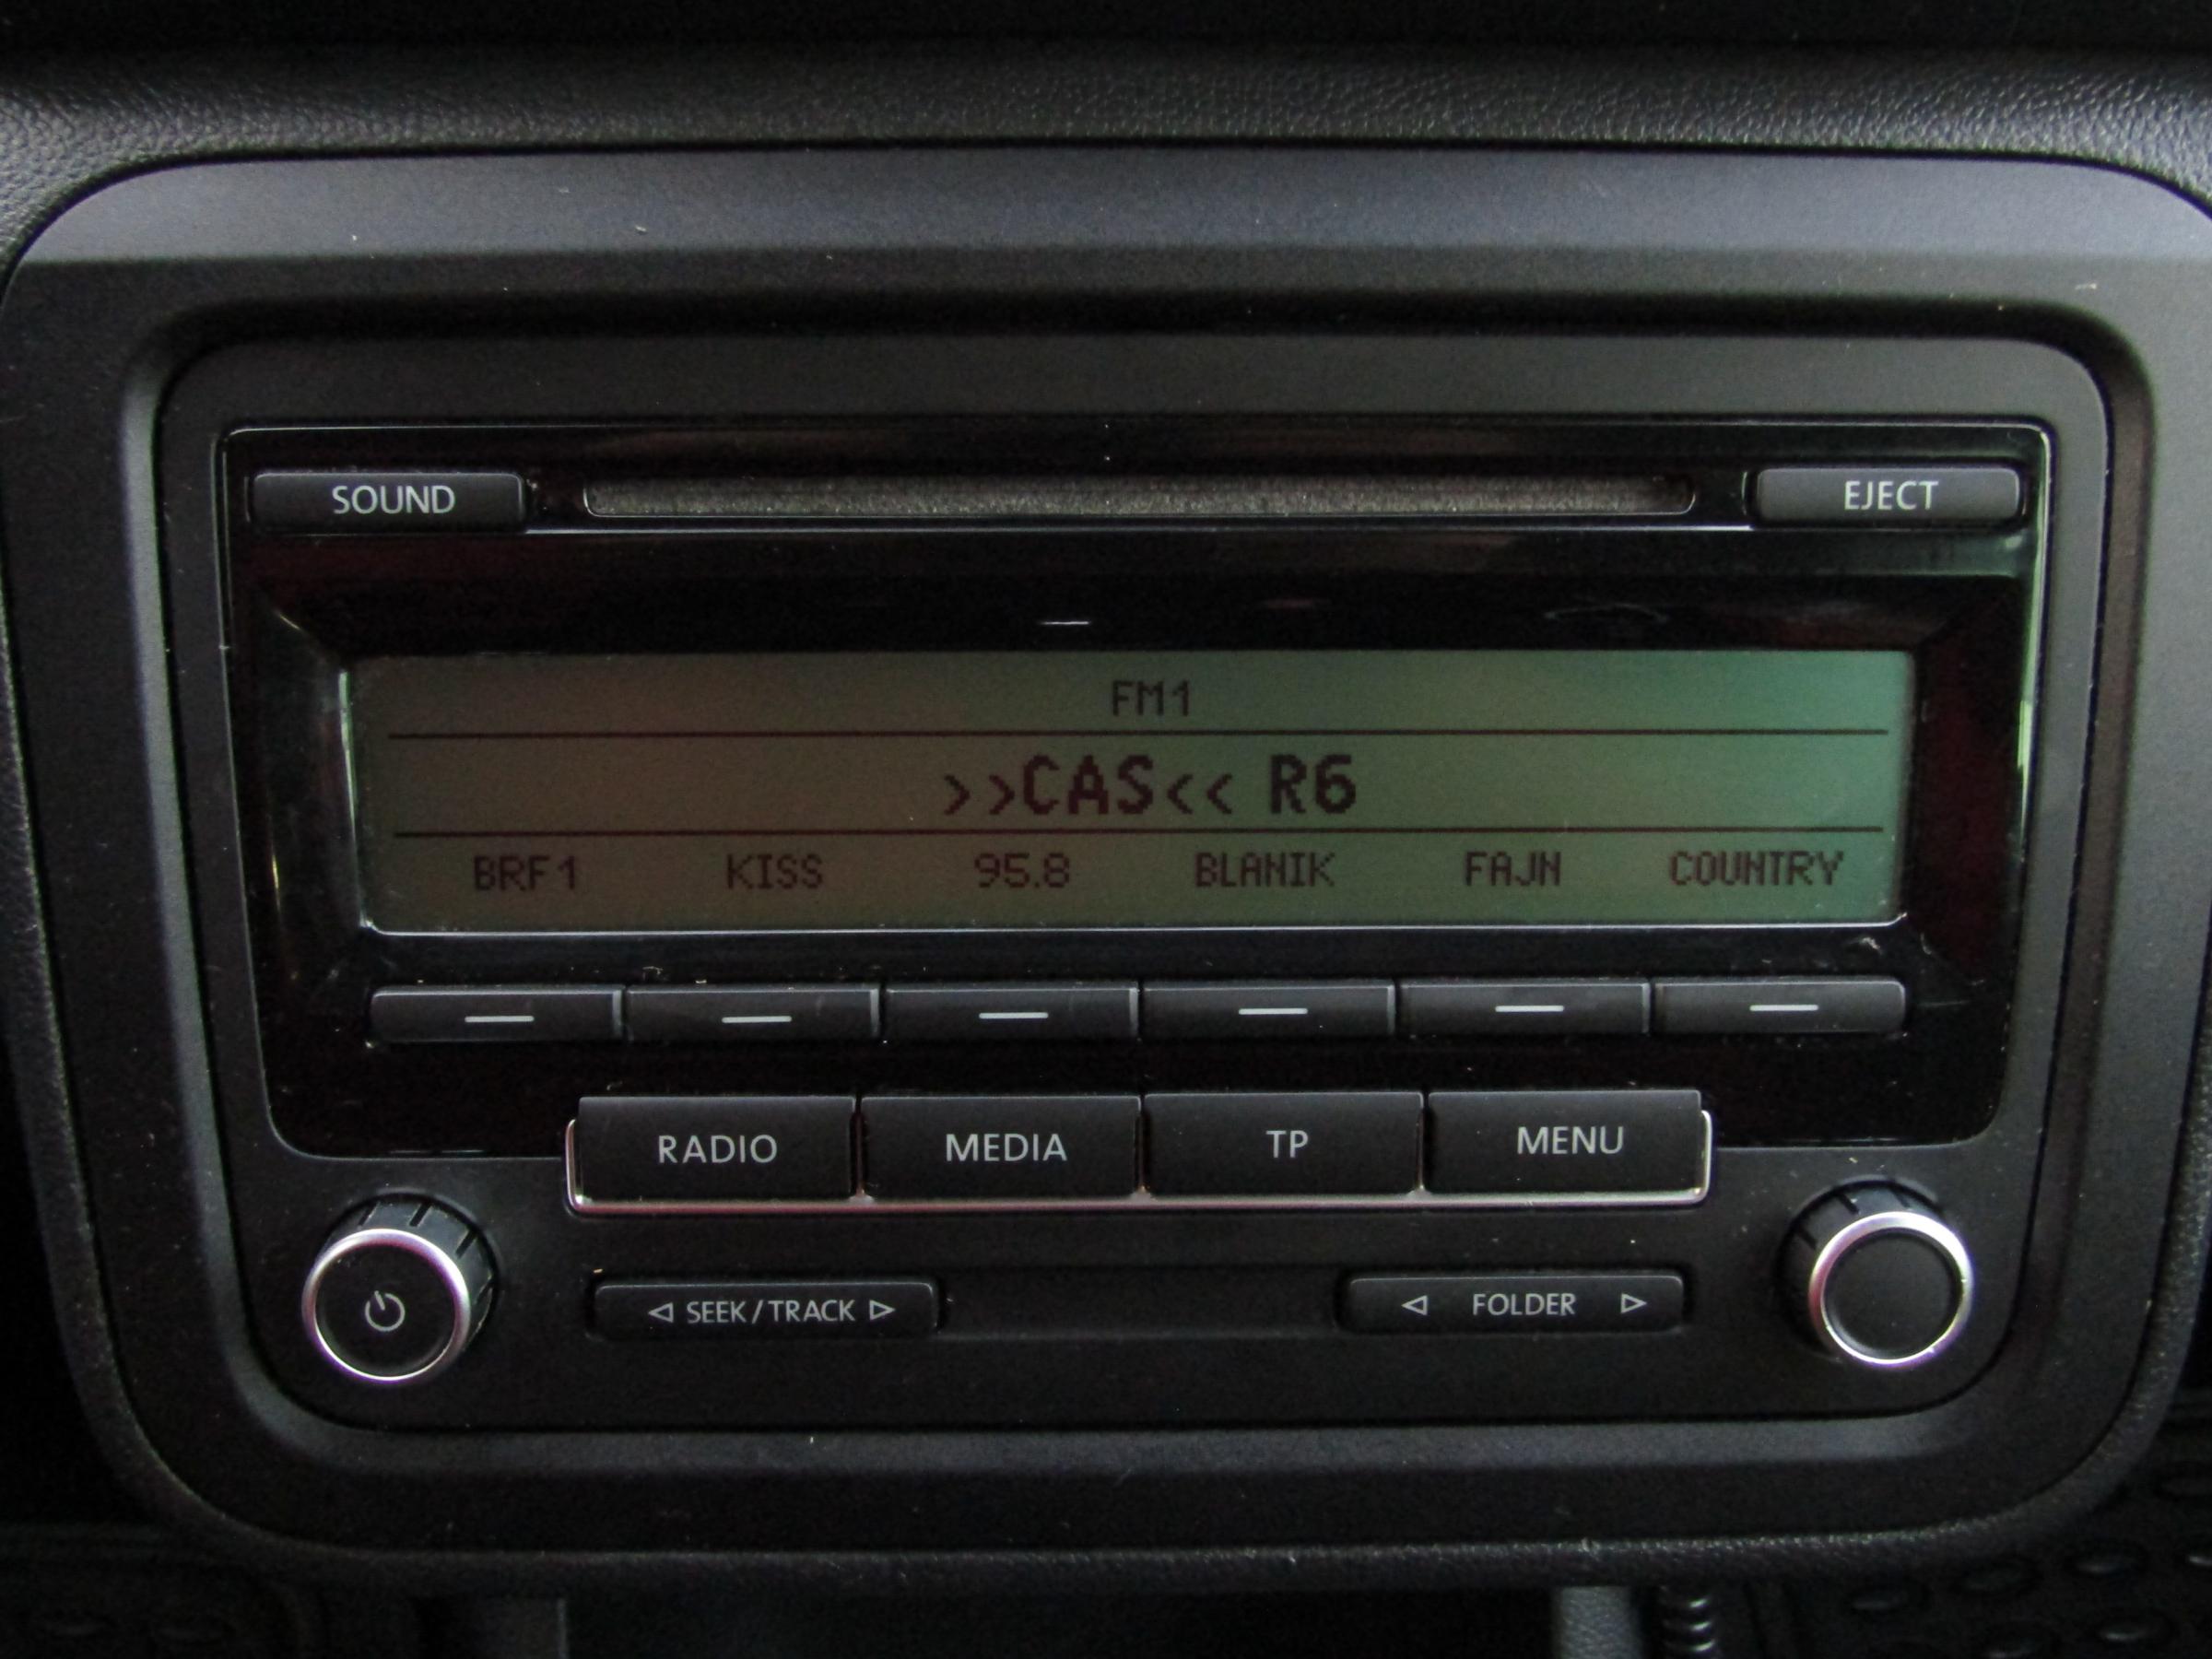 SOUND EJECT
FM1
>>CAS<< R6
BRF1 KISS 95.8 BLANIK FAJN COUNTRY
RADIO MEDIA TP MENU
SEEK/TRACK FOLDER